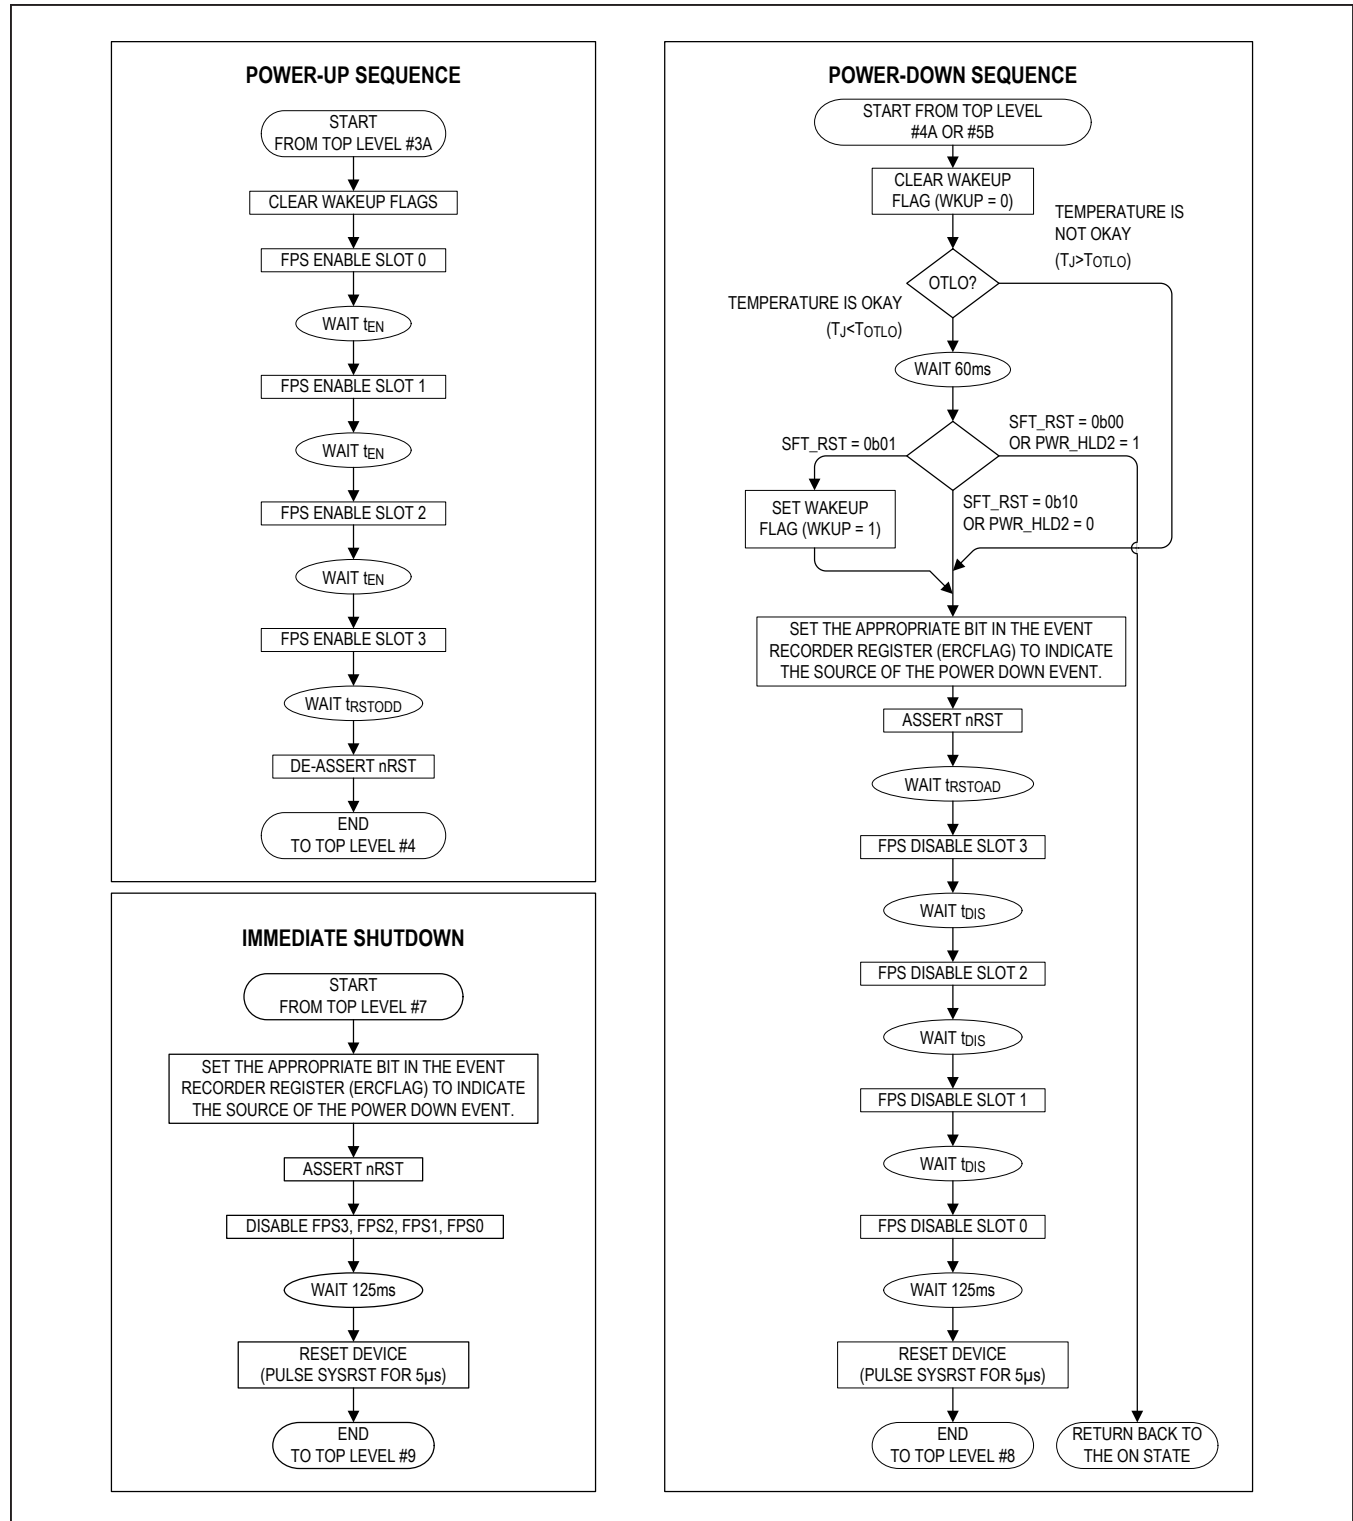 POWER-UP SEQUENCE
START
FROM TOP LEVEL #3A
CLEAR WAKEUP FLAGS
FPS ENABLE SLOT 0
WAIT tEN
FPS ENABLE SLOT 1
WAIT tEN
FPS ENABLE SLOT 2
WAIT tEN
FPS ENABLE SLOT 3
WAIT tRSTODD
DE-ASSERT nRST
END
TO TOP LEVEL #4
IMMEDIATE SHUTDOWN
START
FROM TOP LEVEL #7
SET THE APPROPRIATE BIT IN THE EVENT
RECORDER REGISTER (ERCFLAG) TO INDICATE
THE SOURCE OF THE POWER DOWN EVENT.
ASSERT nRST
DISABLE FPS3, FPS2, FPS1, FPS0
WAIT 125ms
RESET DEVICE
(PULSE SYSRST FOR 5µs)
END
TO TOP LEVEL #9
POWER-DOWN SEQUENCE
START FROM TOP LEVEL
#4A OR #5B
CLEAR WAKEUP
FLAG (WKUP = 0)
TEMPERATURE IS
NOT OKAY
(TJ>TOTLO)
OTLO?
TEMPERATURE IS OKAY
(TJ<TOTLO)
WAIT 60ms
SFT_RST = 0b01
SFT_RST = 0b00
OR PWR_HLD2 = 1
SET WAKEUP
FLAG (WKUP = 1)
SFT_RST = 0b10
OR PWR_HLD2 = 0
SET THE APPROPRIATE BIT IN THE EVENT
RECORDER REGISTER (ERCFLAG) TO INDICATE
THE SOURCE OF THE POWER DOWN EVENT.
ASSERT nRST
WAIT tRSTOAD
FPS DISABLE SLOT 3
WAIT tDIS
FPS DISABLE SLOT 2
WAIT tDIS
FPS DISABLE SLOT 1
WAIT tDIS
FPS DISABLE SLOT 0
WAIT 125ms
RESET DEVICE
(PULSE SYSRST FOR 5µs)
END
TO TOP LEVEL #8
RETURN BACK TO
THE ON STATE